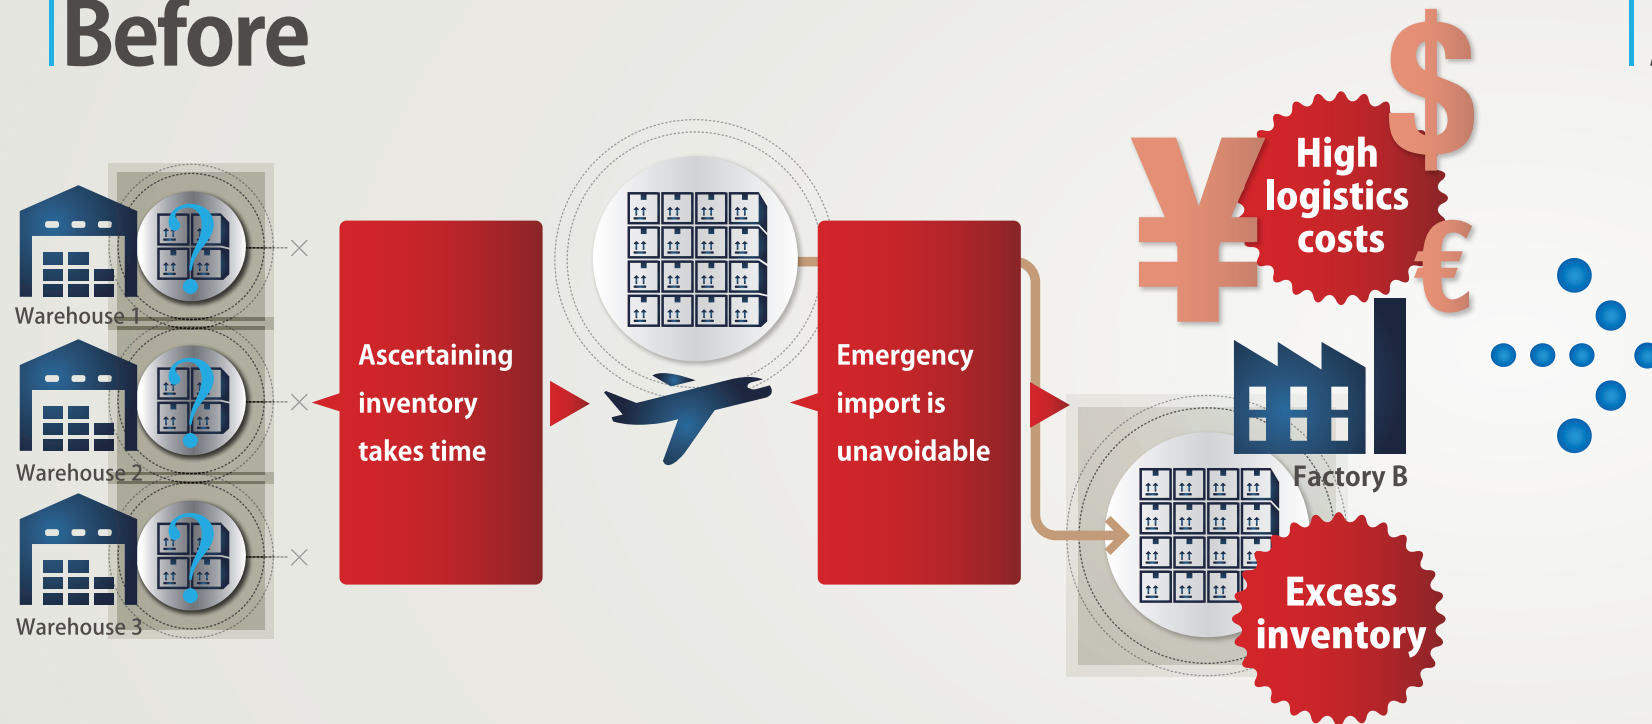 Before
Warehouse 1
Warehouse 2
Warehouse 3
?
?
?
Ascertaining
inventory
takes time
Emergency
import is
unavoidable
¥
$
€
High
logistics
costs
Factory B
Excess
inventory